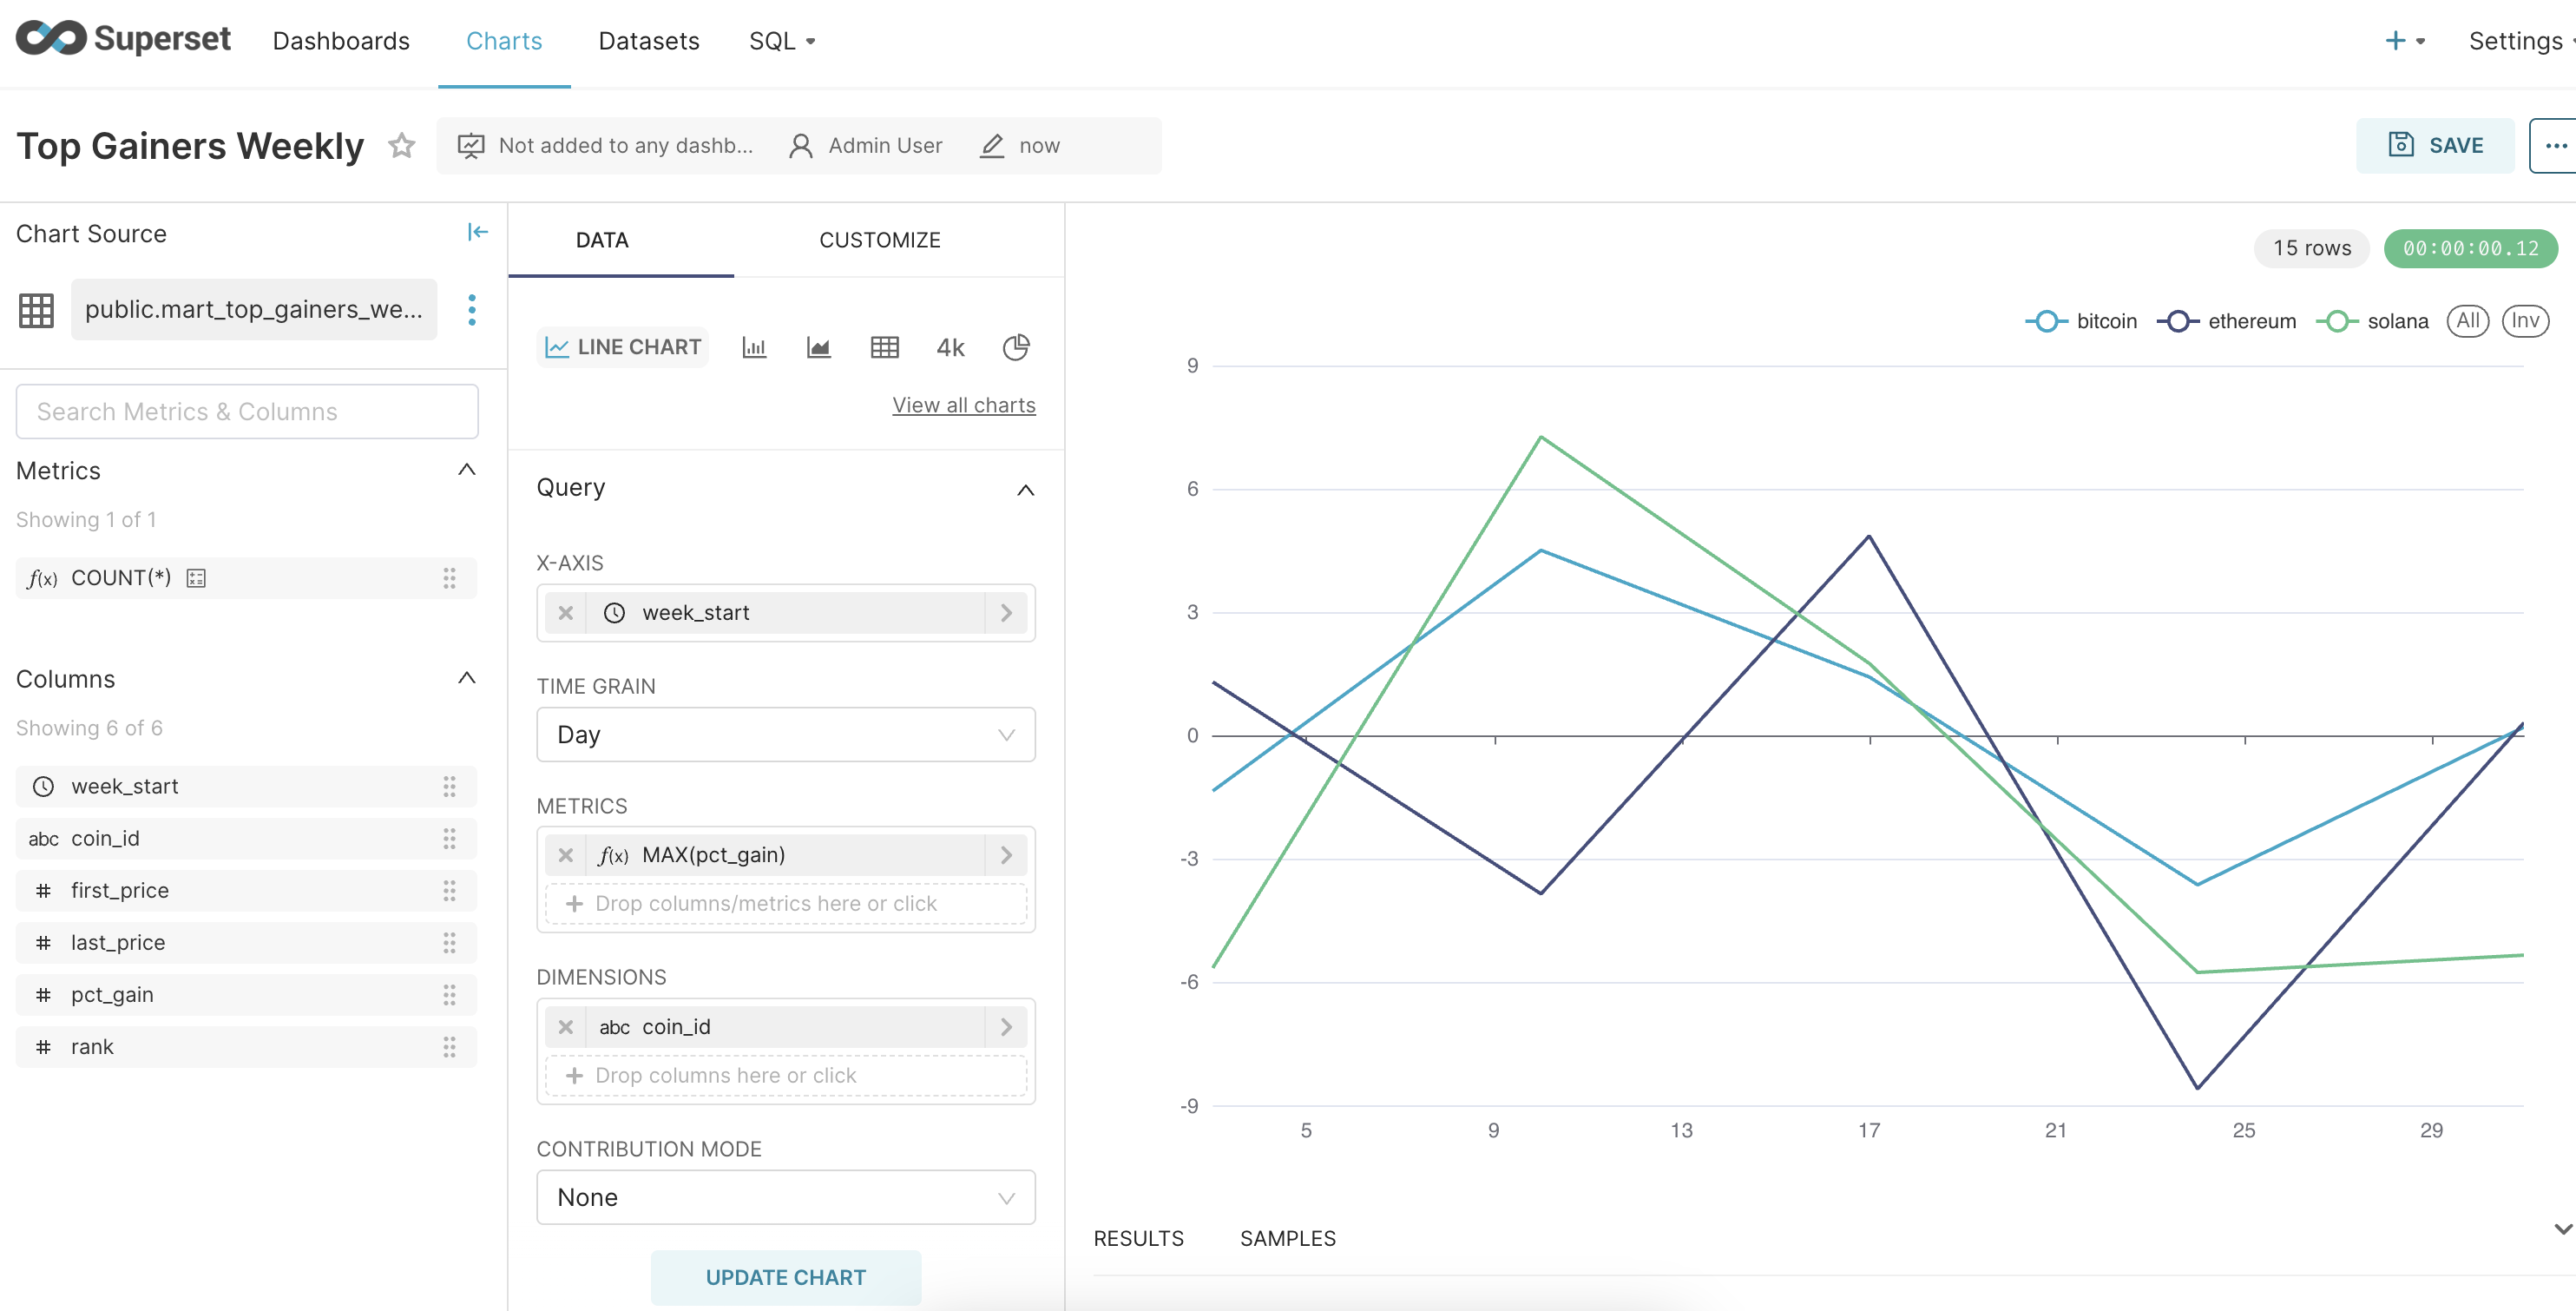 Superset Dashboards Charts Datasets SQL + Settings
Top Gainers Weekly Not added to any dashb... Admin User now SAVE
Chart Source
public.mart_top_gainers_we...
Search Metrics & Columns
Metrics
Showing 1 of 1
f(x) COUNT(*)
Columns
Showing 6 of 6
week_start
abc coin_id
# first_price
# last_price
# pct_gain
# rank
DATA CUSTOMIZE
LINE CHART 4k
View all charts
Query
X-AXIS
week_start
TIME GRAIN
Day
METRICS
f(x) MAX(pct_gain)
+ Drop columns/metrics here or click
DIMENSIONS
abc coin_id
+ Drop columns here or click
CONTRIBUTION MODE
None
UPDATE CHART
15 rows 00:00:00.12
bitcoin ethereum solana All Inv
9
6
3
0
-3
-6
-9
5 9 13 17 21 25 29
RESULTS SAMPLES